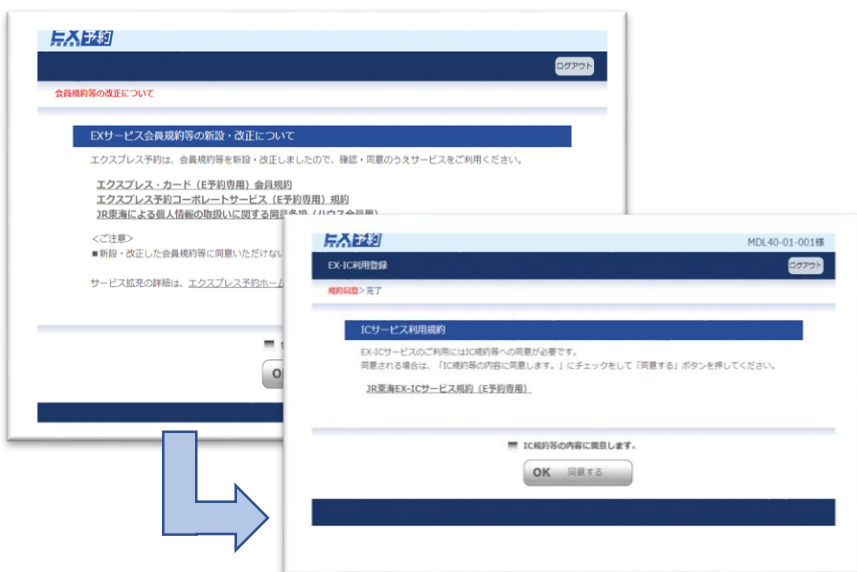 EX予約
ログアウト
会員規約等の改正について
EXサービス会員規約等の新設・改正について
エクスプレス予約は、会員規約等を新設・改正しましたので、確認・同意のうえサービスをご利用ください。
エクスプレス・カード（E予約専用）会員規約
エクスプレス予約コーポレートサービス（E予約専用）規約
JR東海による個人情報の取扱いに関する同意条項（ハウス会員用）
<ご注意>
■新設・改正した会員規約等に同意いただけない
サービス拡充の詳細は、エクスプレス予約ホーム
EX予約
MDL40-01-001様
EX-IC利用登録
ログアウト
規約同意>完了
ICサービス利用規約
EX-ICサービスのご利用にはIC規約等への同意が必要です。
同意される場合は、「IC規約等の内容に同意します。」にチェックをして「同意する」ボタンを押してください。
JR東海EX-ICサービス規約（E予約専用）
IC規約等の内容に同意します。
OK 同意する